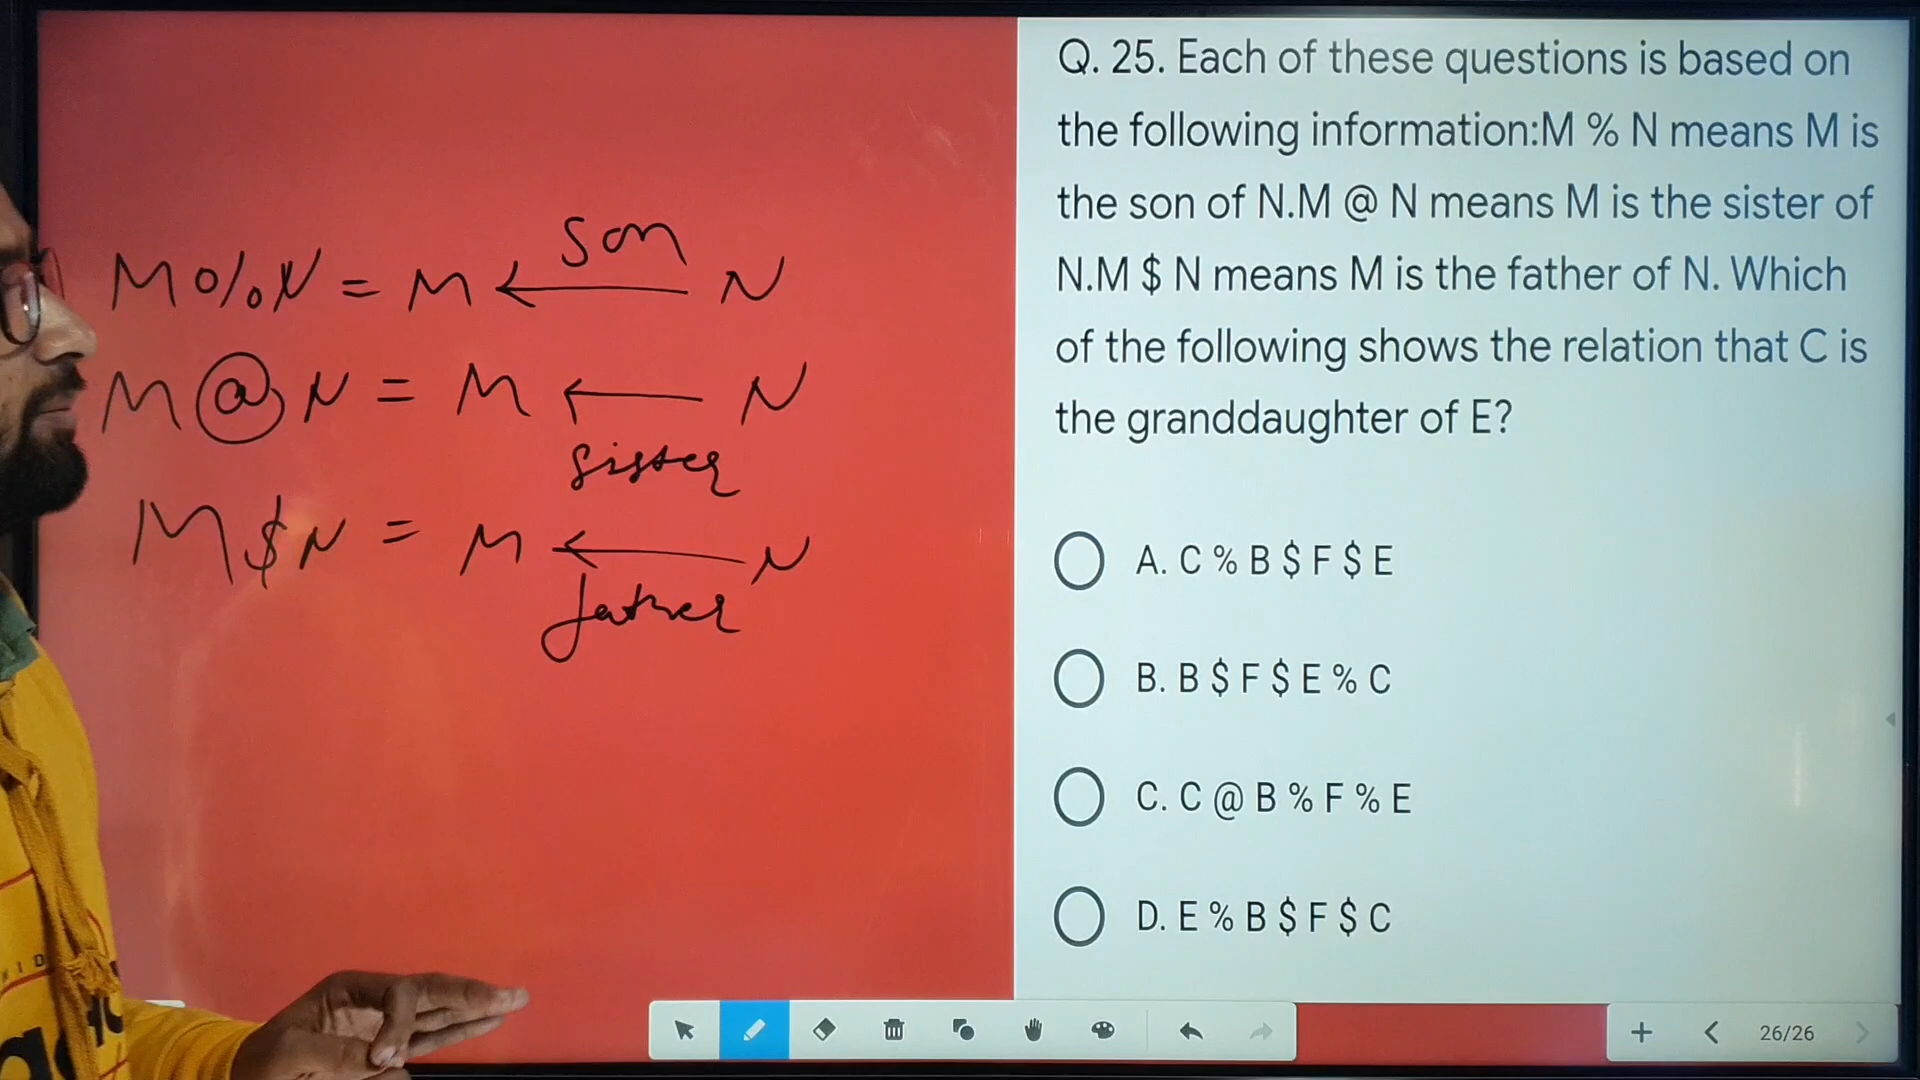 Q. 25. Each of these questions is based on
the following information:M % N means M is
the son of N.M @ N means M is the sister of
N.M $ N means M is the father of N. Which
of the following shows the relation that C is
the granddaughter of E?
A. C % B $ F $ E
B. B $ F $ E % C
C. C @ B % F % E
D. E % B $ F $ C
son
M%N = M ← N
M@N = M ← N
sister
M$N = M ← N
father
26/26